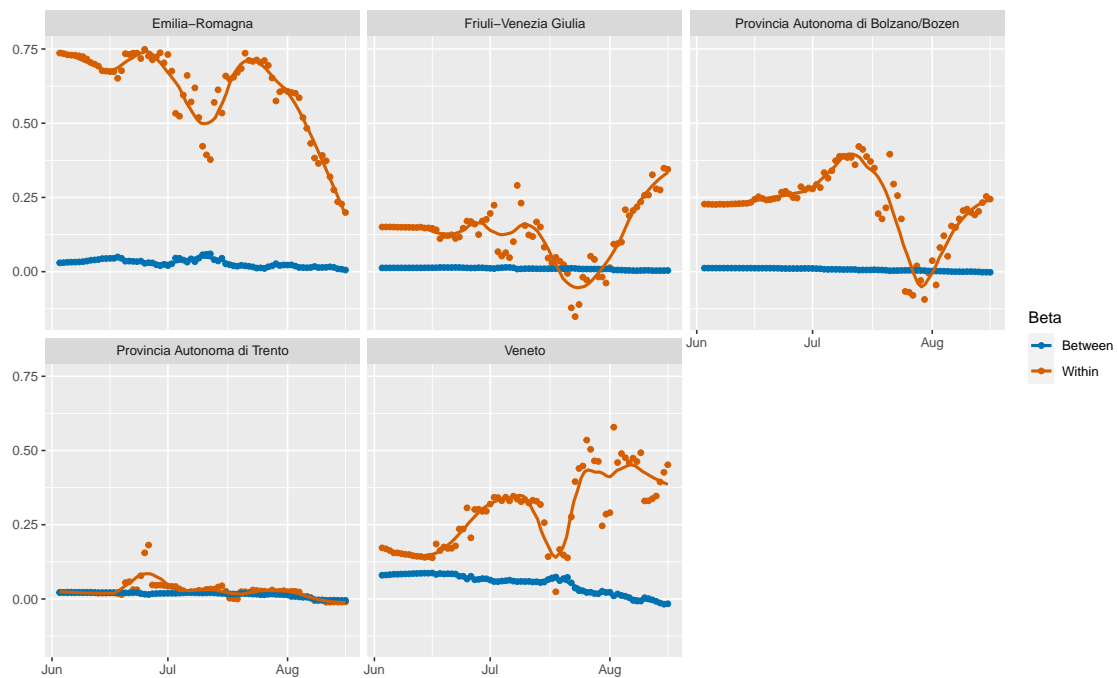 Emilia−Romagna
Friuli−Venezia Giulia
Provincia Autonoma di Bolzano/Bozen
0.75
0.50
0.25
0.00
Jun
Jul
Aug
Provincia Autonoma di Trento
Veneto
0.75
0.50
0.25
0.00
Jun
Jul
Aug
Jun
Jul
Aug
Beta
Between
Within